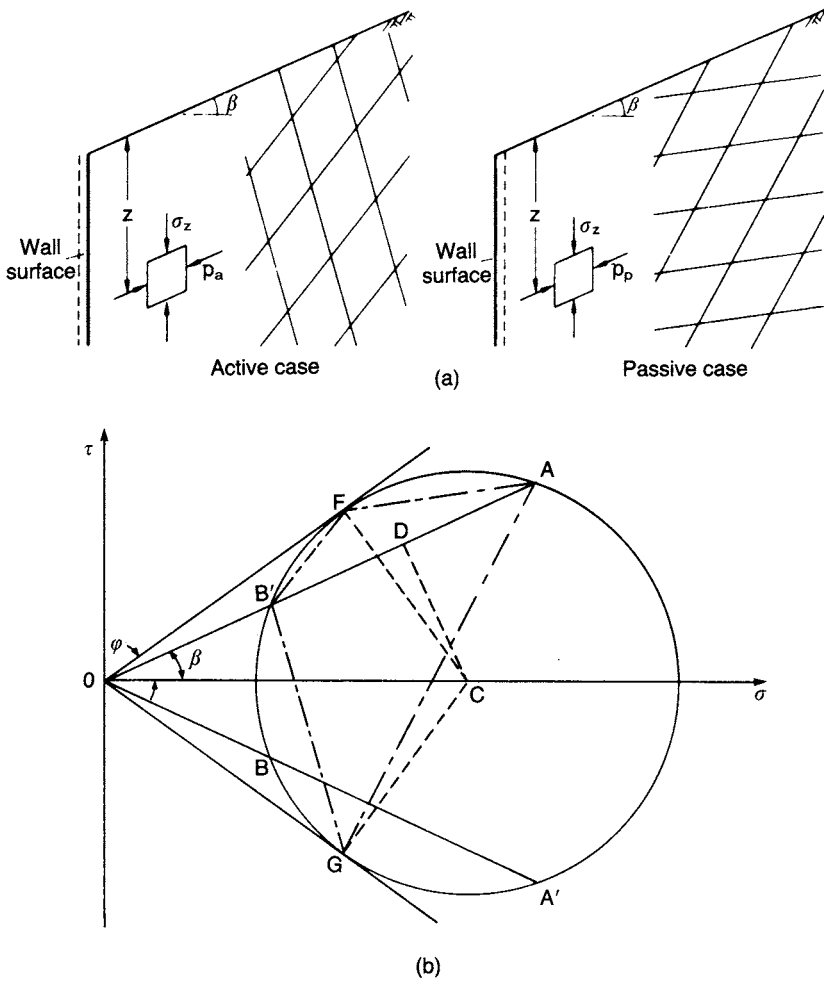 β
β
z
σz
pa
Wall
surface
z
σz
pp
Wall
surface
Active case
Passive case
(a)
τ
A
F
D
B′
φ
β
0
C
σ
B
G
A′
(b)